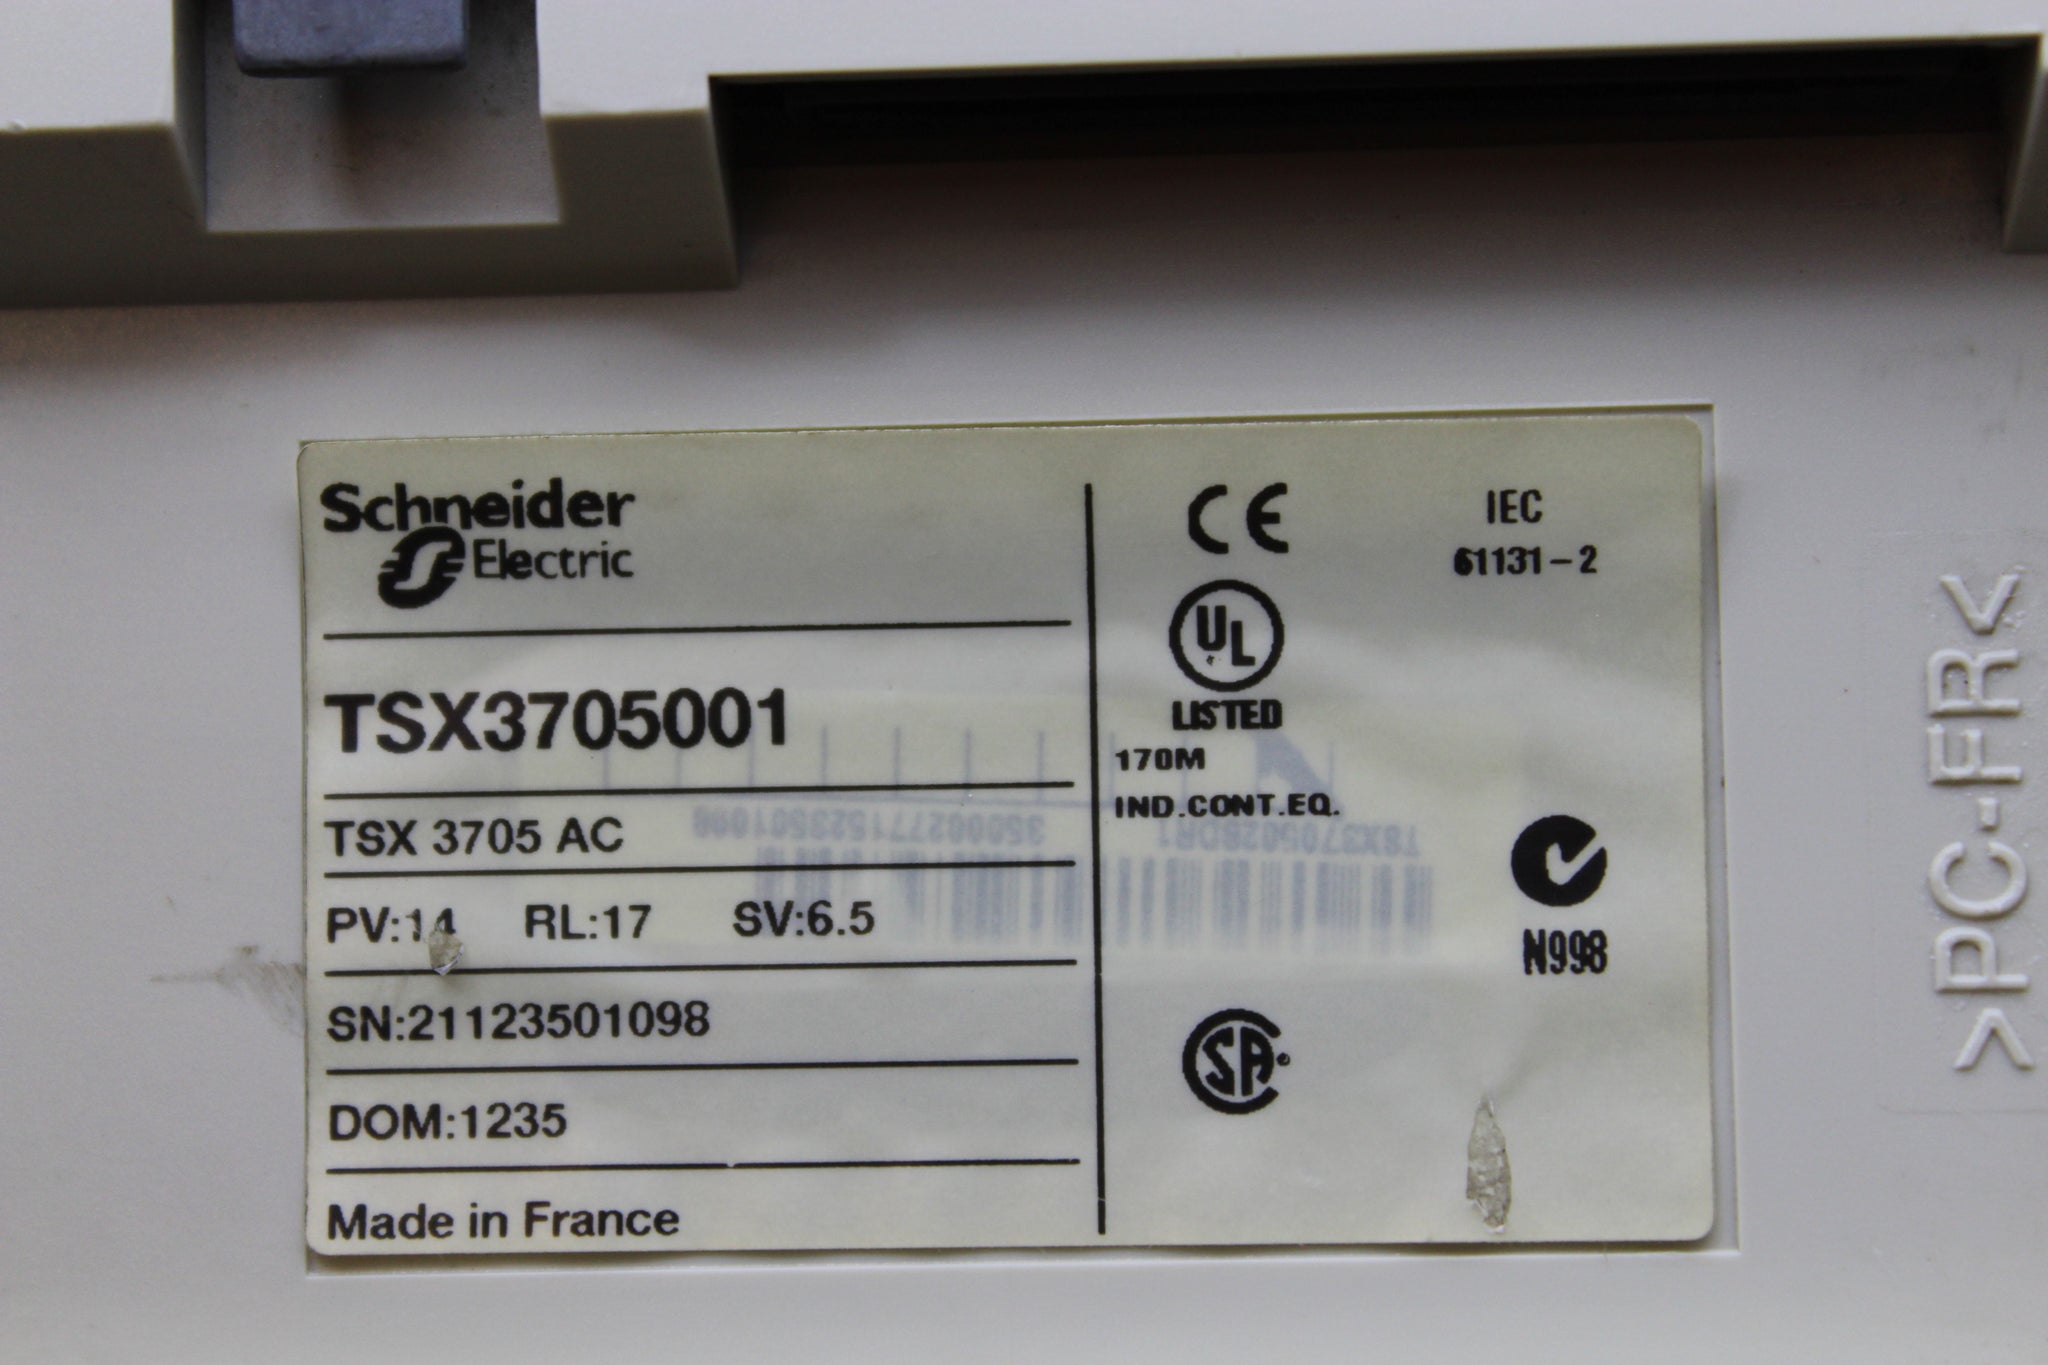 Schneider
Electric
TSX3705001
TSX 3705 AC
PV:14 RL:17 SV:6.5
SN:21123501098
DOM:1235
Made in France
CE
IEC
61131-2
UL
LISTED
170M
IND.CONT.EQ.
N998
SA
>PC-FR<